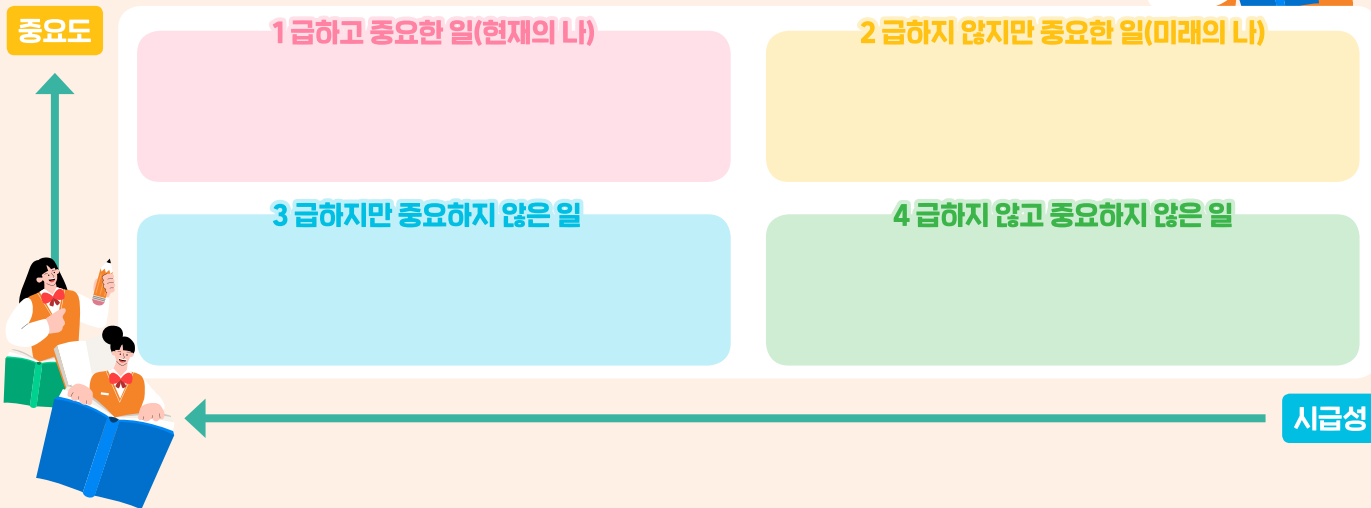 중요도
1 급하고 중요한 일(현재의 나)
2 급하지 않지만 중요한 일(미래의 나)
3 급하지만 중요하지 않은 일
4 급하지 않고 중요하지 않은 일
시급성